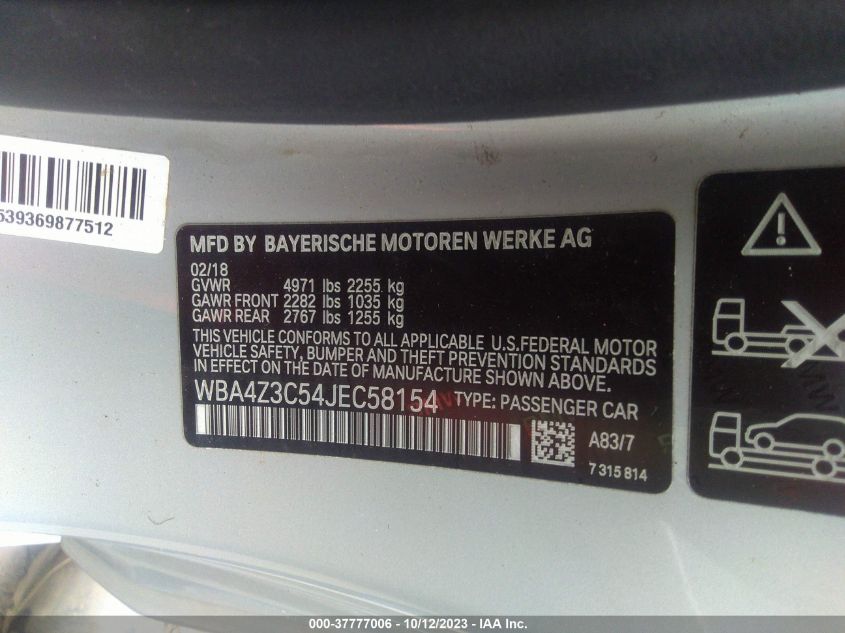 539369877512
MFD BY BAYERISCHE MOTOREN WERKE AG
02/18
GVWR 4971 lbs 2255 kg
GAWR FRONT 2282 lbs 1035 kg
GAWR REAR 2767 lbs 1255 kg
THIS VEHICLE CONFORMS TO ALL APPLICABLE U.S.FEDERAL MOTOR
VEHICLE SAFETY, BUMPER AND THEFT PREVENTION STANDARDS
IN EFFECT ON THE DATE OF MANUFACTURE SHOWN ABOVE.
WBA4Z3C54JEC58154 TYPE: PASSENGER CAR
A83/7
7 315 814
000-37777006 - 10/12/2023 - IAA Inc.